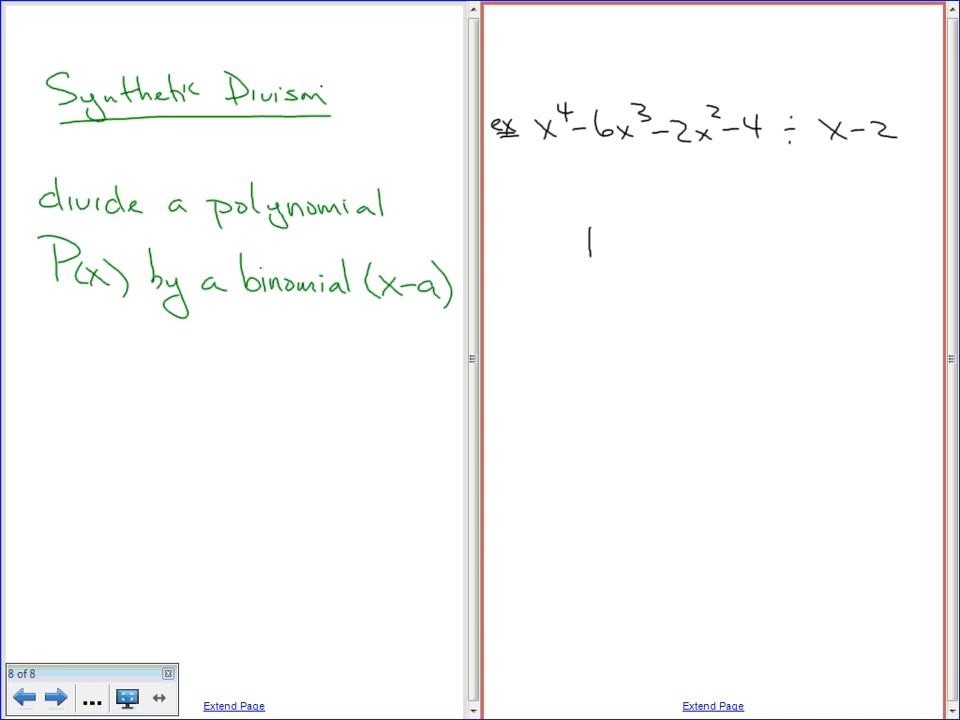 Synthetic Division
divide a polynomial
P(x) by a binomial (x-a)
ex x⁴-6x³-2x²-4 ÷ x-2
1
8 of 8
...
Extend Page
Extend Page